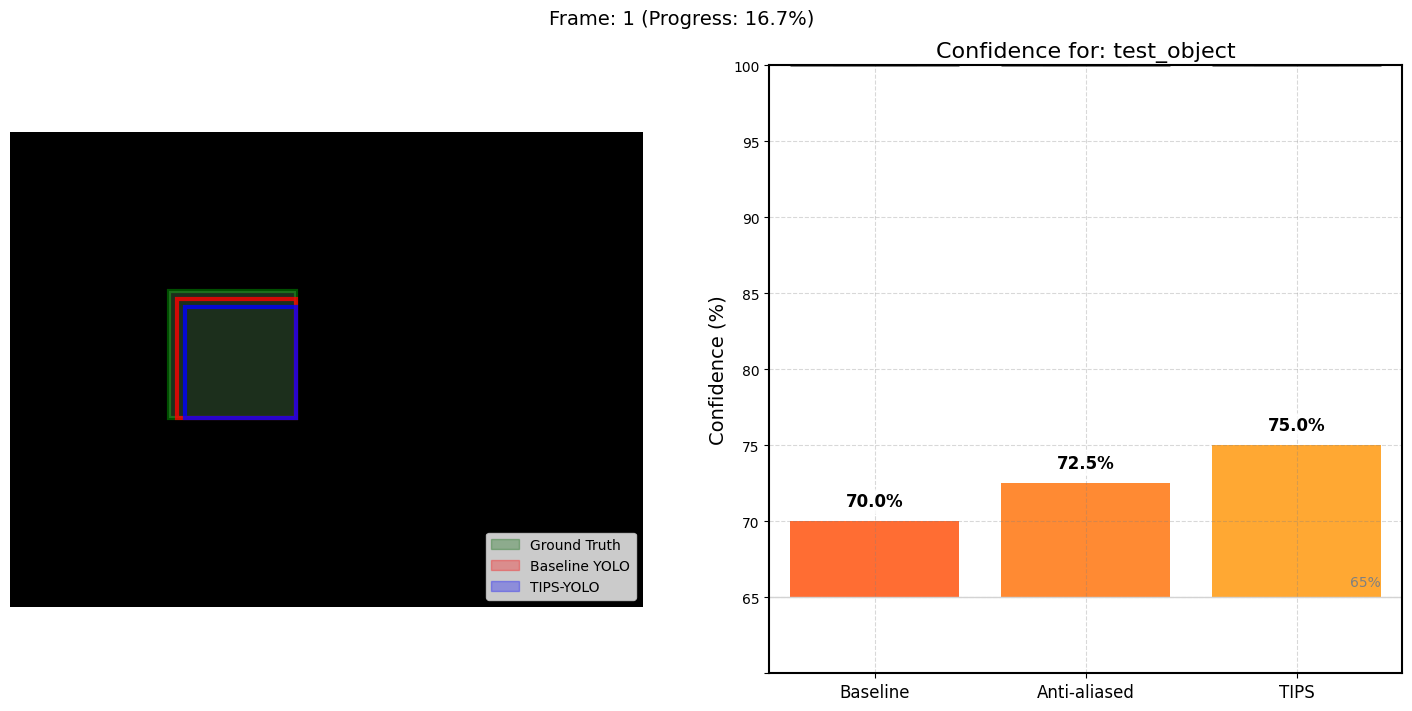 Frame: 1 (Progress: 16.7%)
Ground Truth
Baseline YOLO
TIPS-YOLO
Confidence for: test_object
Confidence (%)
100
95
90
85
80
75
70
65
70.0%
72.5%
75.0%
65%
Baseline
Anti-aliased
TIPS